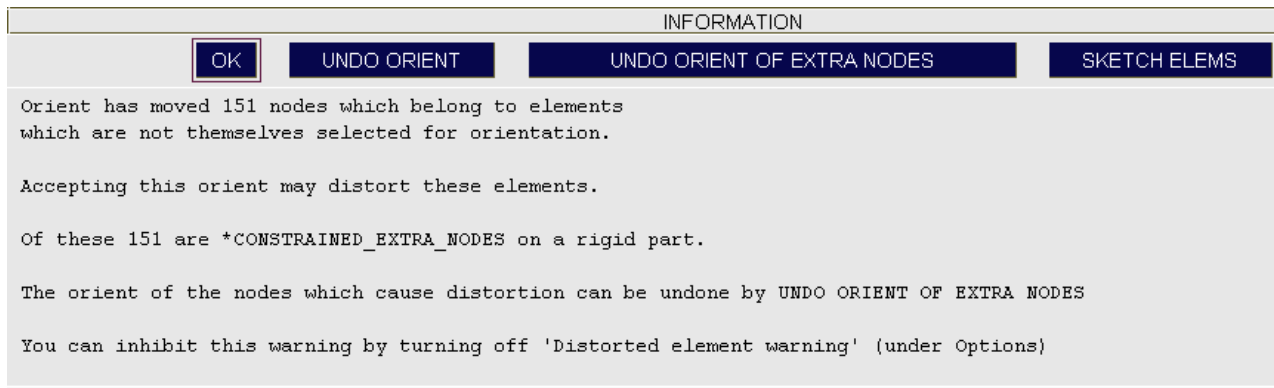 INFORMATION
OK UNDO ORIENT UNDO ORIENT OF EXTRA NODES SKETCH ELEMS
Orient has moved 151 nodes which belong to elements
which are not themselves selected for orientation.
Accepting this orient may distort these elements.
Of these 151 are *CONSTRAINED_EXTRA_NODES on a rigid part.
The orient of the nodes which cause distortion can be undone by UNDO ORIENT OF EXTRA NODES
You can inhibit this warning by turning off 'Distorted element warning' (under Options)